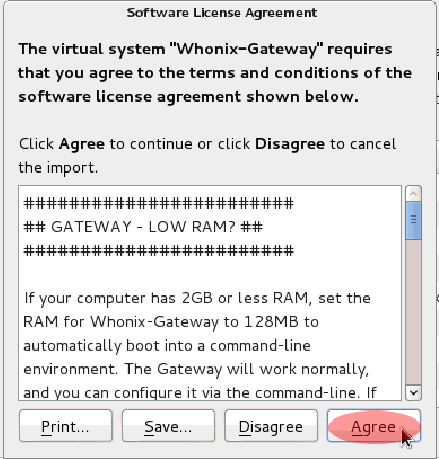 Software License Agreement
The virtual system "Whonix-Gateway" requires
that you agree to the terms and conditions of the
software license agreement shown below.
Click Agree to continue or click Disagree to cancel
the import.
########################
## GATEWAY - LOW RAM? ##
########################
If your computer has 2GB or less RAM, set the
RAM for Whonix-Gateway to 128MB to
automatically boot into a command-line
environment. The Gateway will work normally,
and you can configure it via the command-line. If
Print... Save... Disagree Agree